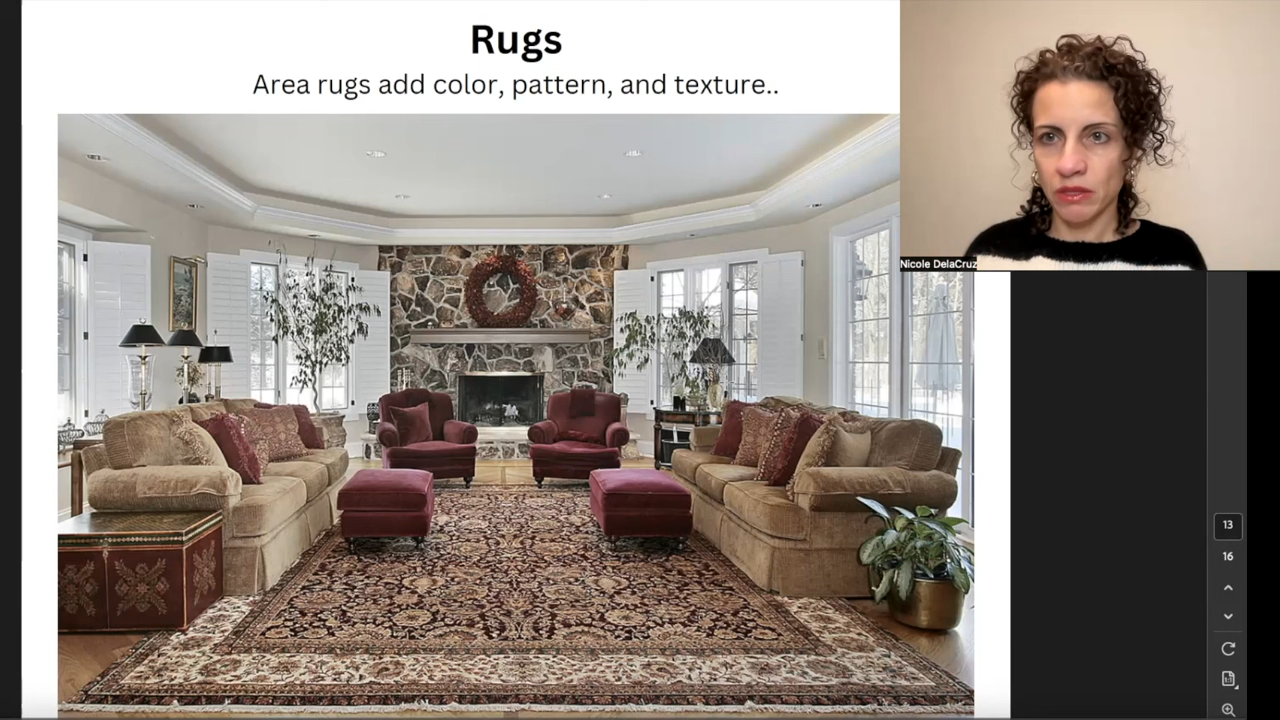 Rugs
Area rugs add color, pattern, and texture..
Nicole DelaCruz
13
16